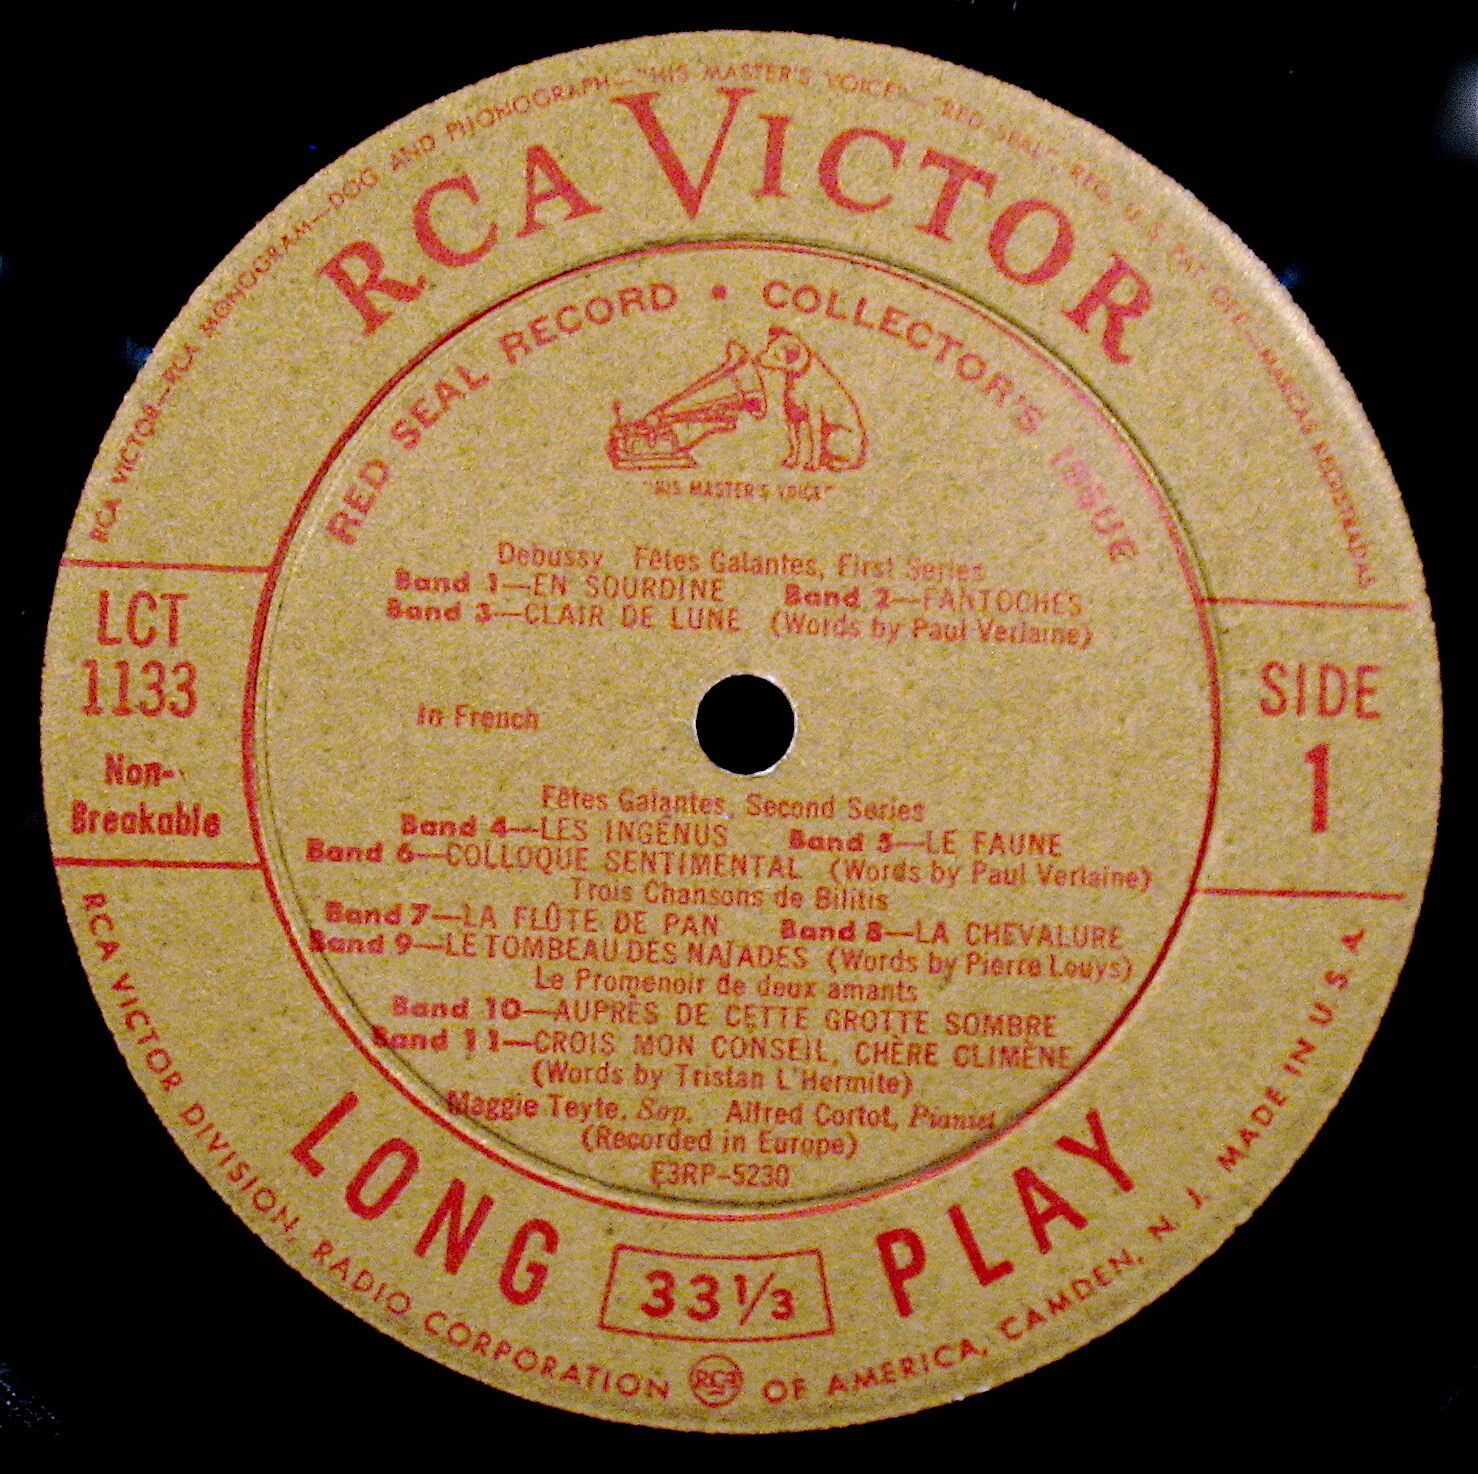 RCA VICTOR—RCA MONOGRAM—DOG AND PHONOGRAPH—"HIS MASTER'S VOICE"—"RED SEAL" REG. U. S. PAT. OFF.—MARCAS REGISTRADAS
RCA VICTOR
RED SEAL RECORD • COLLECTOR'S ISSUE
"HIS MASTER'S VOICE"
Debussy Fêtes Galantes, First Series
Band 1—EN SOURDINE Band 2—FANTOCHES
Band 3—CLAIR DE LUNE (Words by Paul Verlaine)
LCT
1133
Non-
Breakable
In French
SIDE
1
Fêtes Galantes, Second Series
Band 4—LES INGÉNUS Band 5—LE FAUNE
Band 6—COLLOQUE SENTIMENTAL (Words by Paul Verlaine)
Trois Chansons de Bilitis
Band 7—LA FLÛTE DE PAN Band 8—LA CHEVALURE
Band 9—LE TOMBEAU DES NAÏADES (Words by Pierre Louys)
Le Promenoir de deux amants
Band 10—AUPRÈS DE CETTE GROTTE SOMBRE
Band 11—CROIS MON CONSEIL, CHÈRE CLIMÈNE
(Words by Tristan L'Hermite)
Maggie Teyte, Sop. Alfred Cortot, Pianist
(Recorded in Europe)
E3RP-5230
LONG 33 1/3 PLAY
RCA VICTOR DIVISION, RADIO CORPORATION RCA OF AMERICA, CAMDEN, N. J. MADE IN U. S. A.